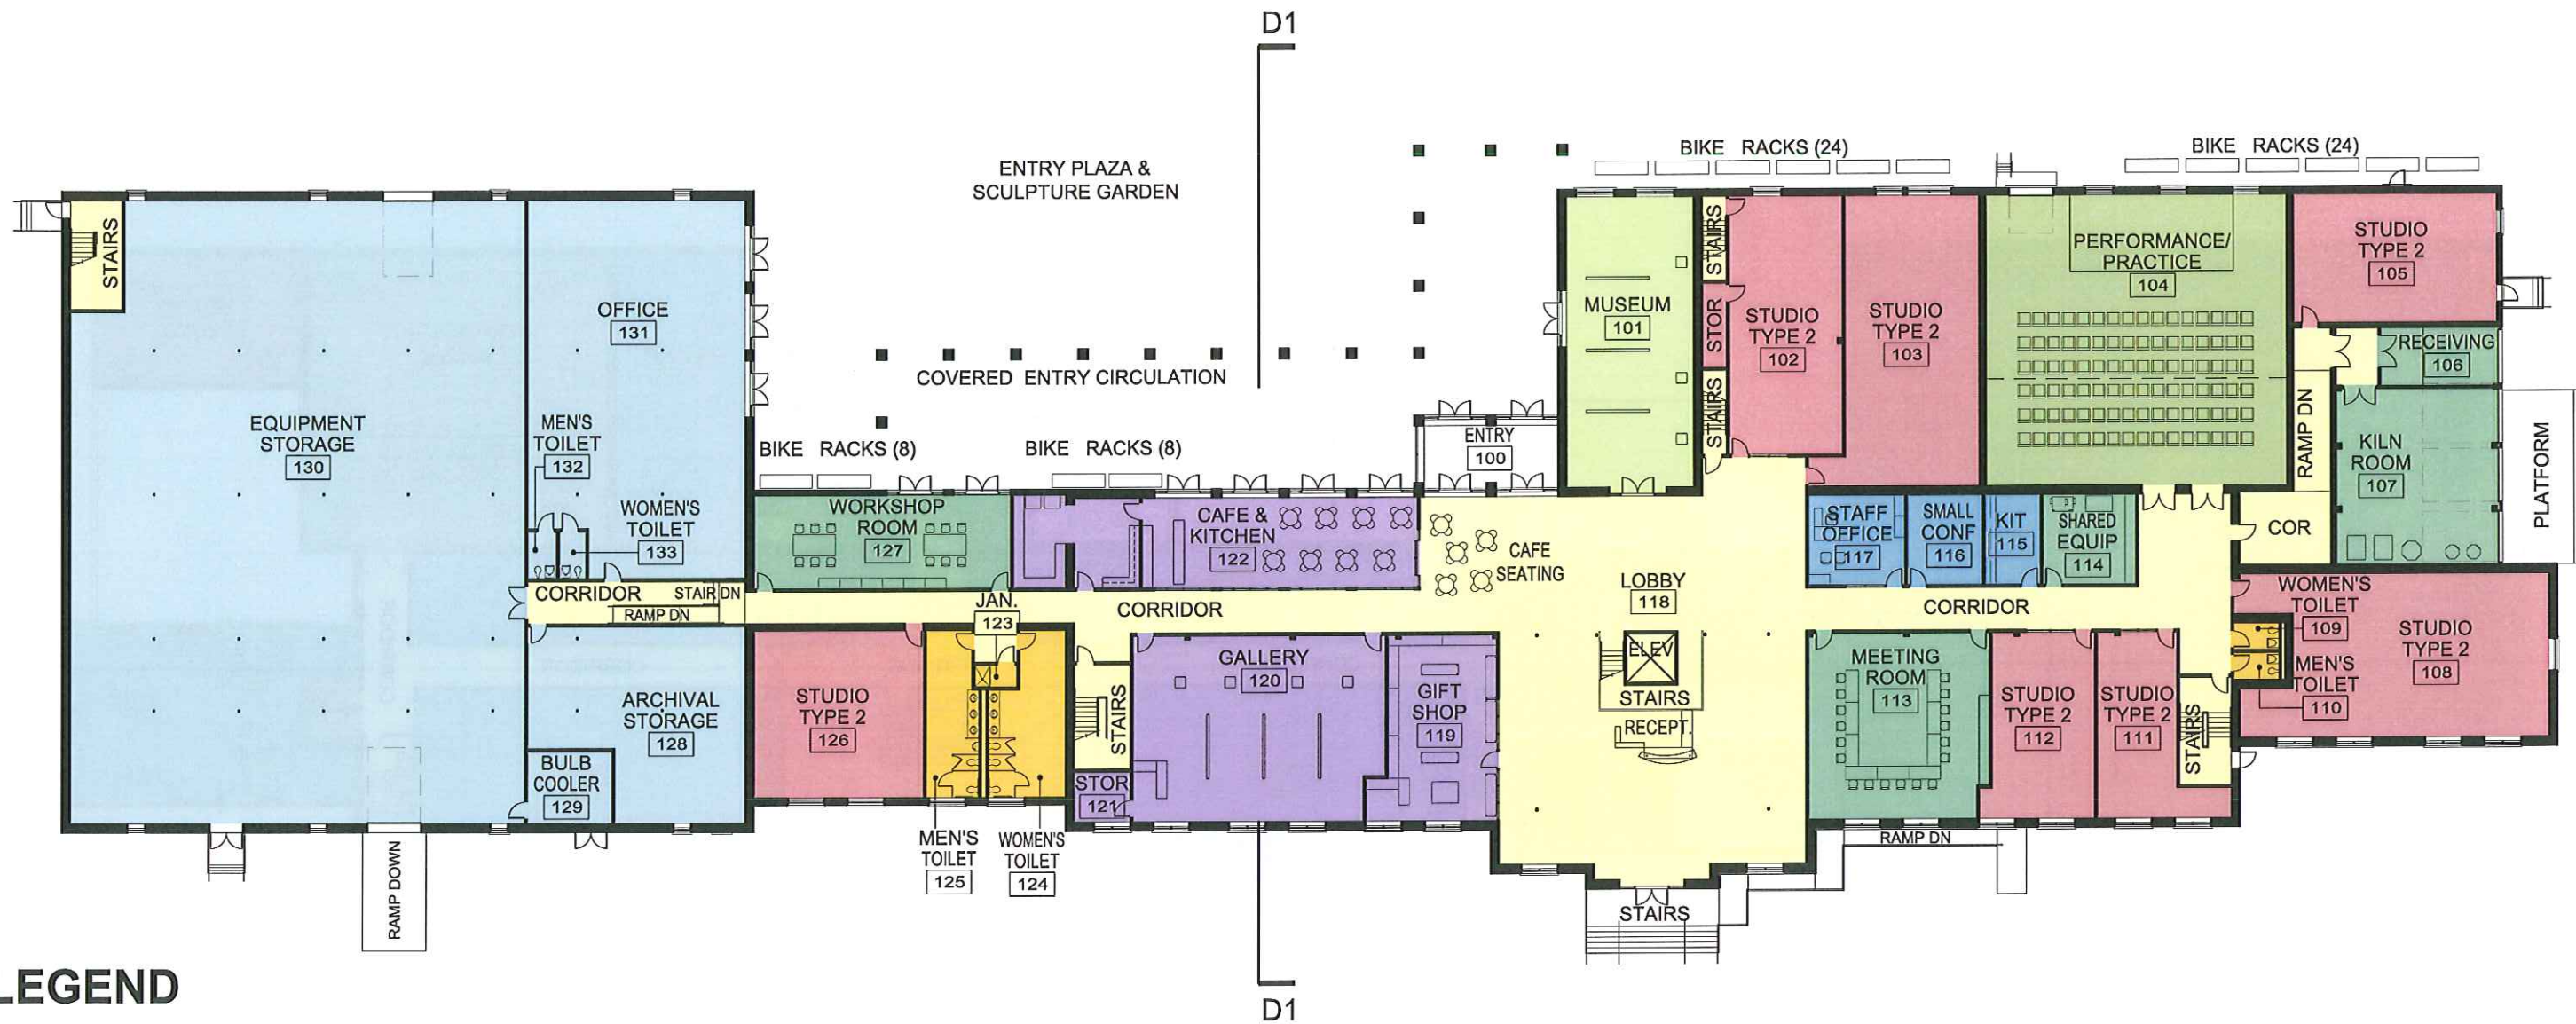 D1
BIKE RACKS (24)
BIKE RACKS (24)
ENTRY PLAZA &
SCULPTURE GARDEN
STAIRS
OFFICE
131
EQUIPMENT
STORAGE
130
MEN'S
TOILET
132
WOMEN'S
TOILET
133
COVERED ENTRY CIRCULATION
BIKE RACKS (8)
BIKE RACKS (8)
ENTRY
100
MUSEUM
101
STAIRS
STOR
STAIRS
STUDIO
TYPE 2
102
STUDIO
TYPE 2
103
PERFORMANCE/
PRACTICE
104
STUDIO
TYPE 2
105
RECEIVING
106
RAMP DN
KILN
ROOM
107
PLATFORM
COR
WORKSHOP
ROOM
127
CAFE &
KITCHEN
122
CAFE
SEATING
LOBBY
118
STAFF
OFFICE
117
SMALL
CONF
116
KIT
115
SHARED
EQUIP
114
CORRIDOR
STAIR DN
RAMP DN
JAN.
123
CORRIDOR
CORRIDOR
WOMEN'S
TOILET
109
MEN'S
TOILET
110
STUDIO
TYPE 2
108
ARCHIVAL
STORAGE
128
BULB
COOLER
129
STUDIO
TYPE 2
126
STAIRS
STOR
121
GALLERY
120
GIFT
SHOP
119
ELEV
STAIRS
RECEPT.
MEETING
ROOM
113
STUDIO
TYPE 2
112
STUDIO
TYPE 2
111
STAIRS
MEN'S
TOILET
125
WOMEN'S
TOILET
124
RAMP DN
RAMP DOWN
STAIRS
LEGEND
D1